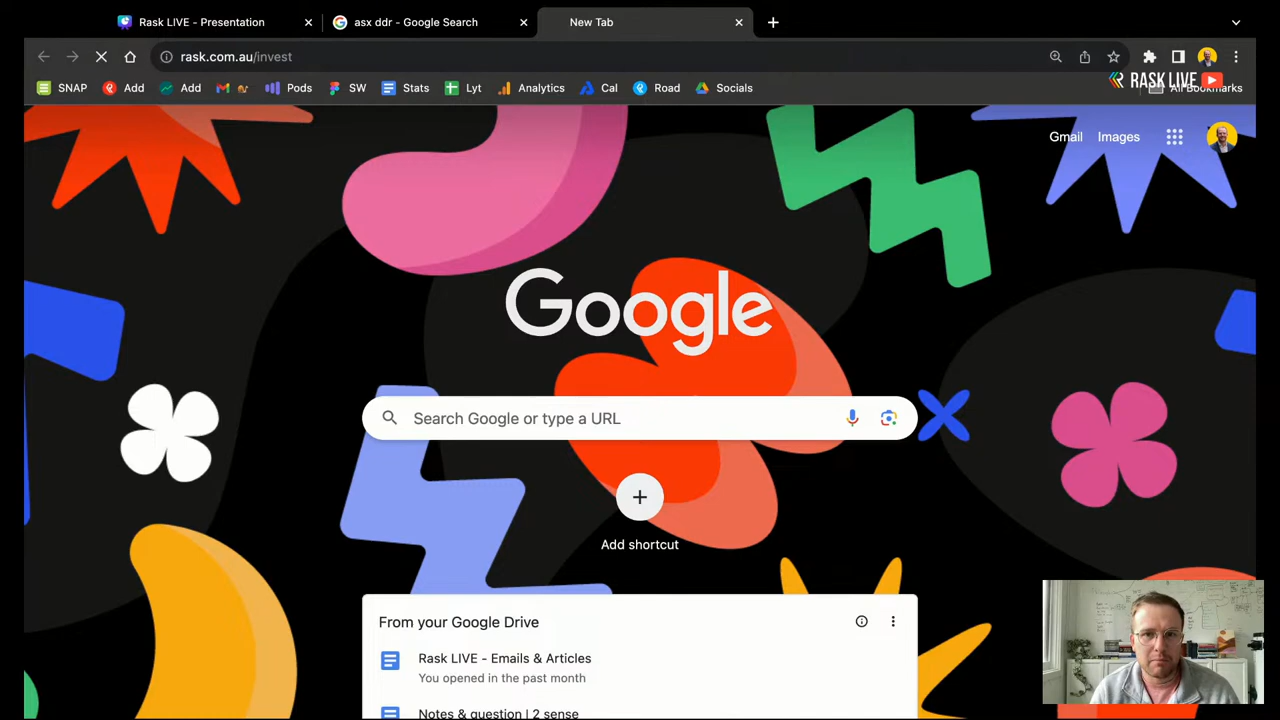 Rask LIVE - Presentation
asx ddr - Google Search
New Tab
rask.com.au/invest
SNAP
Add
Add
Pods
SW
Stats
Lyt
Analytics
Cal
Road
Socials
All Bookmarks
RASK LIVE
Gmail
Images
Google
Search Google or type a URL
Add shortcut
From your Google Drive
Rask LIVE - Emails & Articles
You opened in the past month
Notes & question | 2 sense